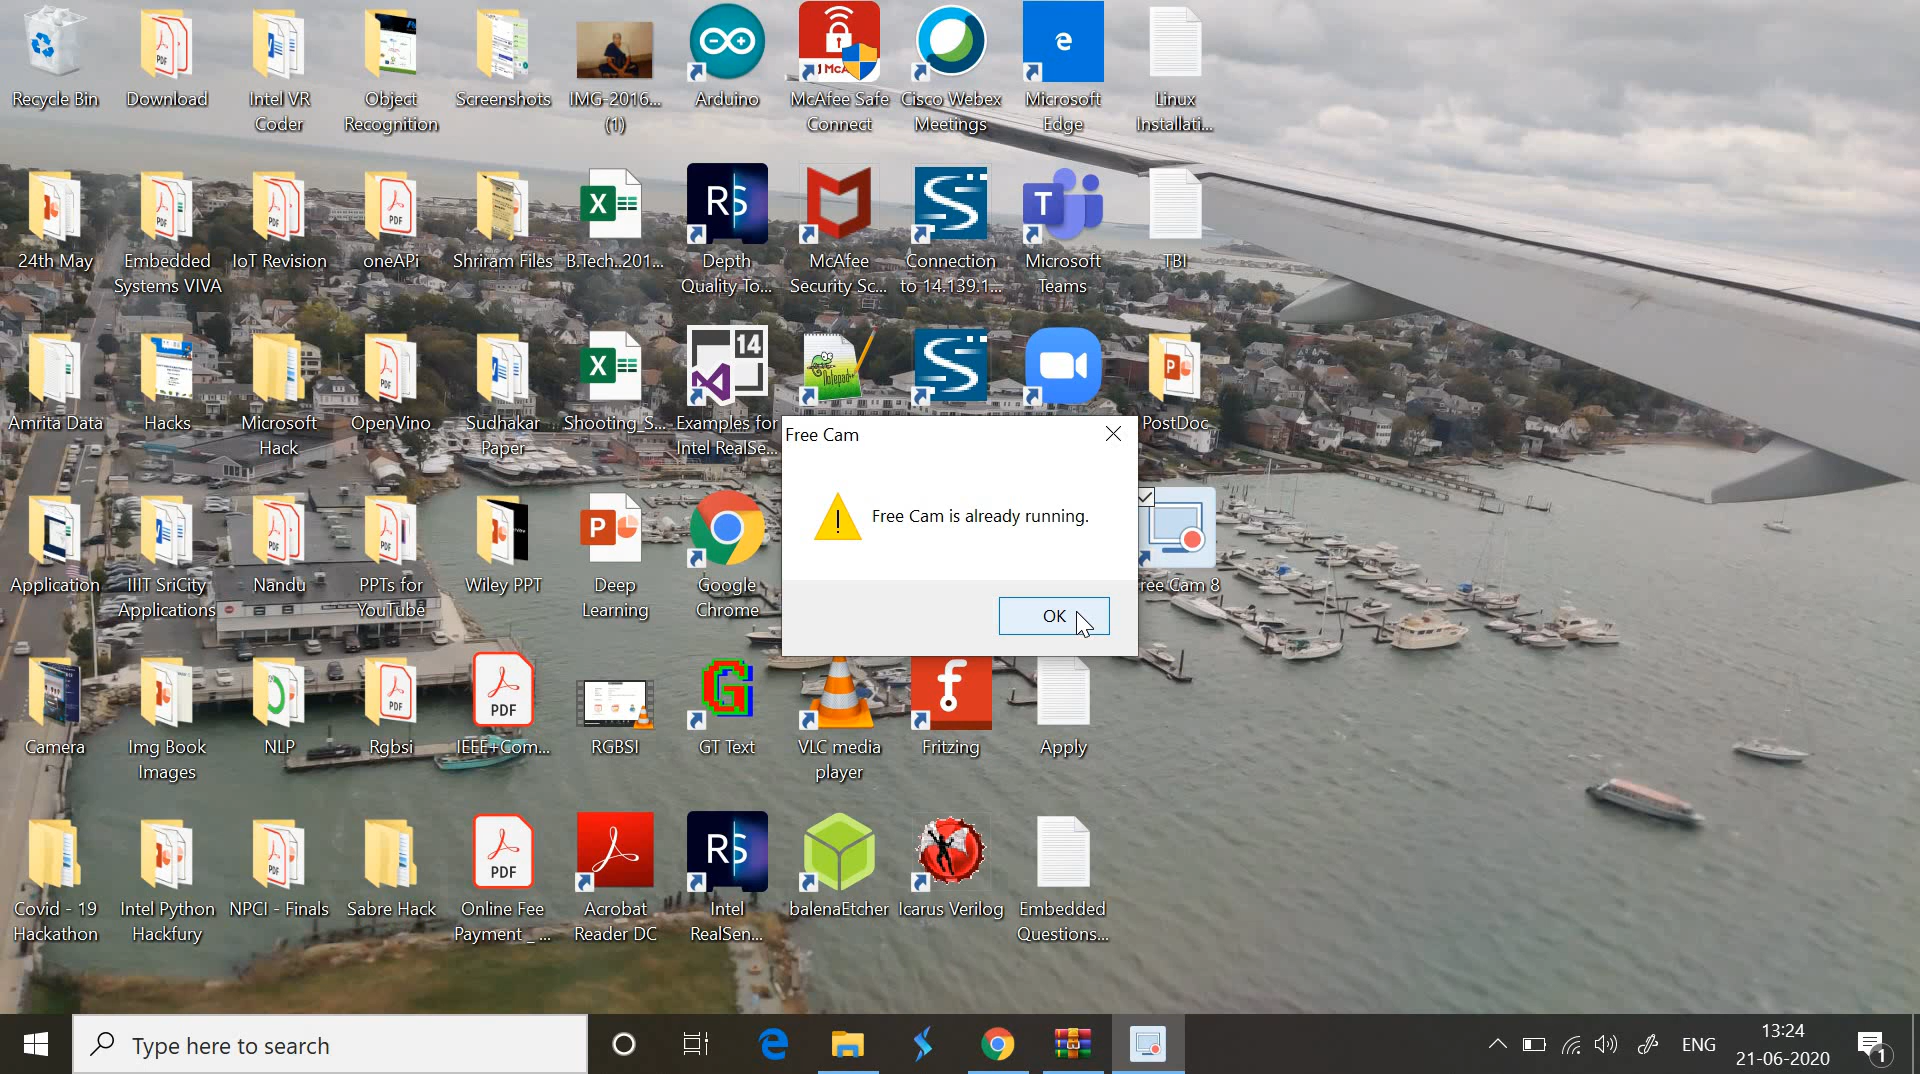 Recycle Bin
Download
Intel VR
Coder
Object
Recognition
Screenshots
IMG-2016...
(1)
Arduino
McAfee Safe
Connect
Cisco Webex
Meetings
Microsoft
Edge
Linux
Installati...
24th May
Embedded
Systems VIVA
IoT Revision
oneAPi
Shriram Files
B.Tech..201...
Depth
Quality To...
McAfee
Security Sc...
Connection
to 14.139.1...
Microsoft
Teams
TBI
Amrita Data
Hacks
Microsoft
Hack
OpenVino
Sudhakar
Paper
Shooting_S...
Examples for
Intel RealSe...
PostDoc
Free Cam
Free Cam is already running.
OK
Application
IIIT SriCity
Applications
Nandu
PPTs for
YouTube
Wiley PPT
Deep
Learning
Google
Chrome
ree Cam 8
Camera
Img Book
Images
NLP
Rgbsi
IEEE+Com...
RGBSI
GT Text
VLC media
player
Fritzing
Apply
Covid - 19
Hackathon
Intel Python
Hackfury
NPCI - Finals
Sabre Hack
Online Fee
Payment _ ...
Acrobat
Reader DC
Intel
RealSen...
balenaEtcher
Icarus Verilog
Embedded
Questions...
Type here to search
ENG
13:24
21-06-2020
1